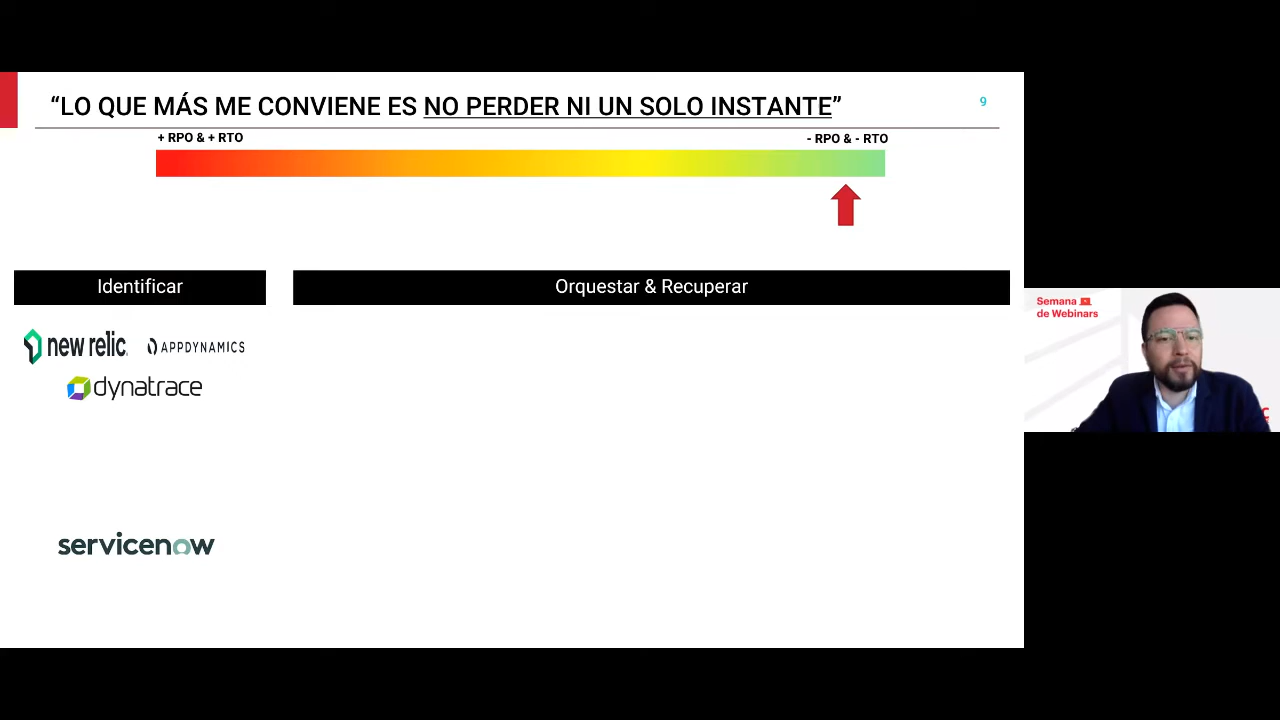 “LO QUE MÁS ME CONVIENE ES NO PERDER NI UN SOLO INSTANTE”
9
+ RPO & + RTO
- RPO & - RTO
Identificar
Orquestar & Recuperar
new relic.
APPDYNAMICS
dynatrace
servicenow
Semana
de Webinars